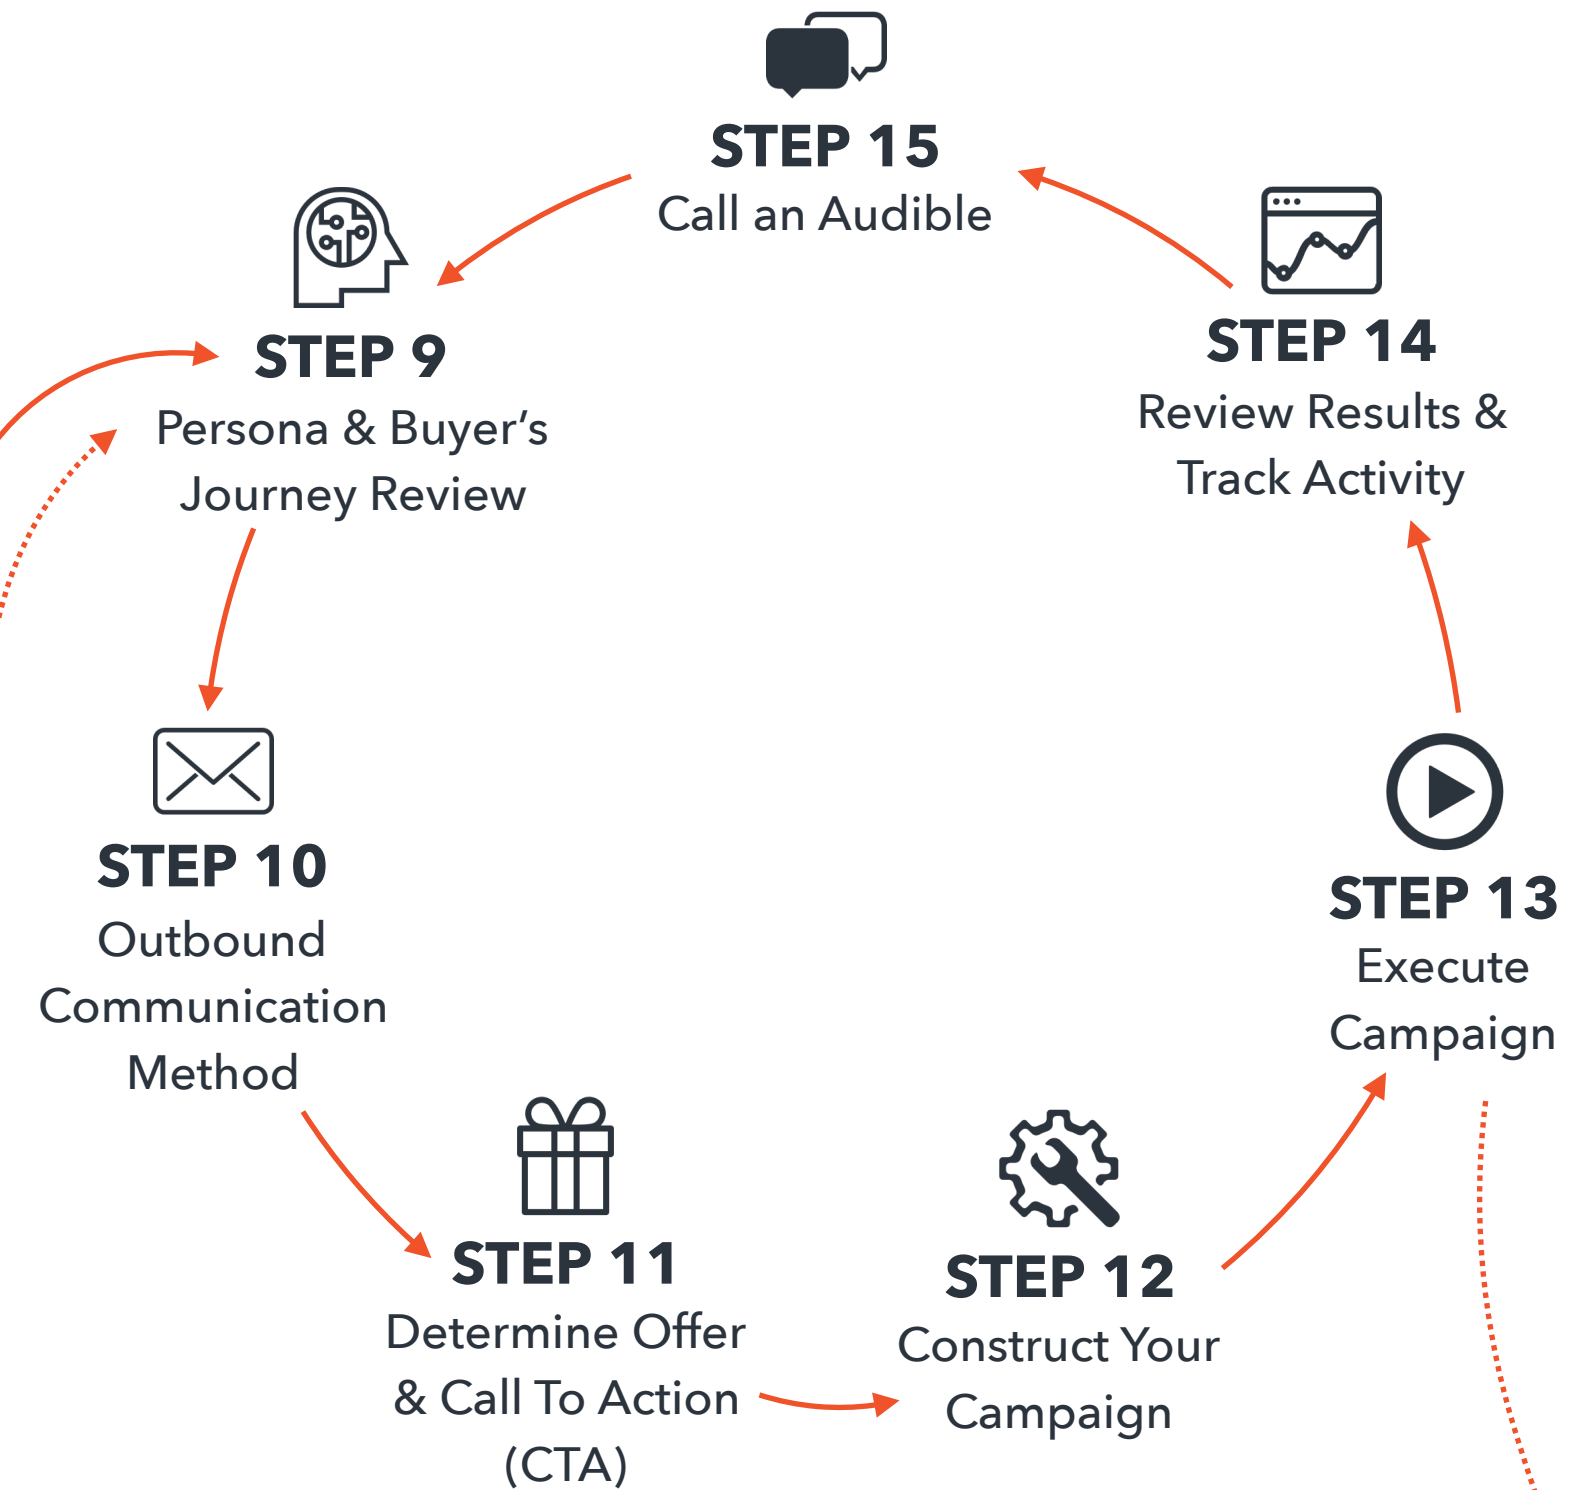 STEP 15
Call an Audible
STEP 9
Persona & Buyer’s
Journey Review
STEP 14
Review Results &
Track Activity
STEP 10
Outbound
Communication
Method
STEP 13
Execute
Campaign
STEP 11
Determine Offer
& Call To Action
(CTA)
STEP 12
Construct Your
Campaign